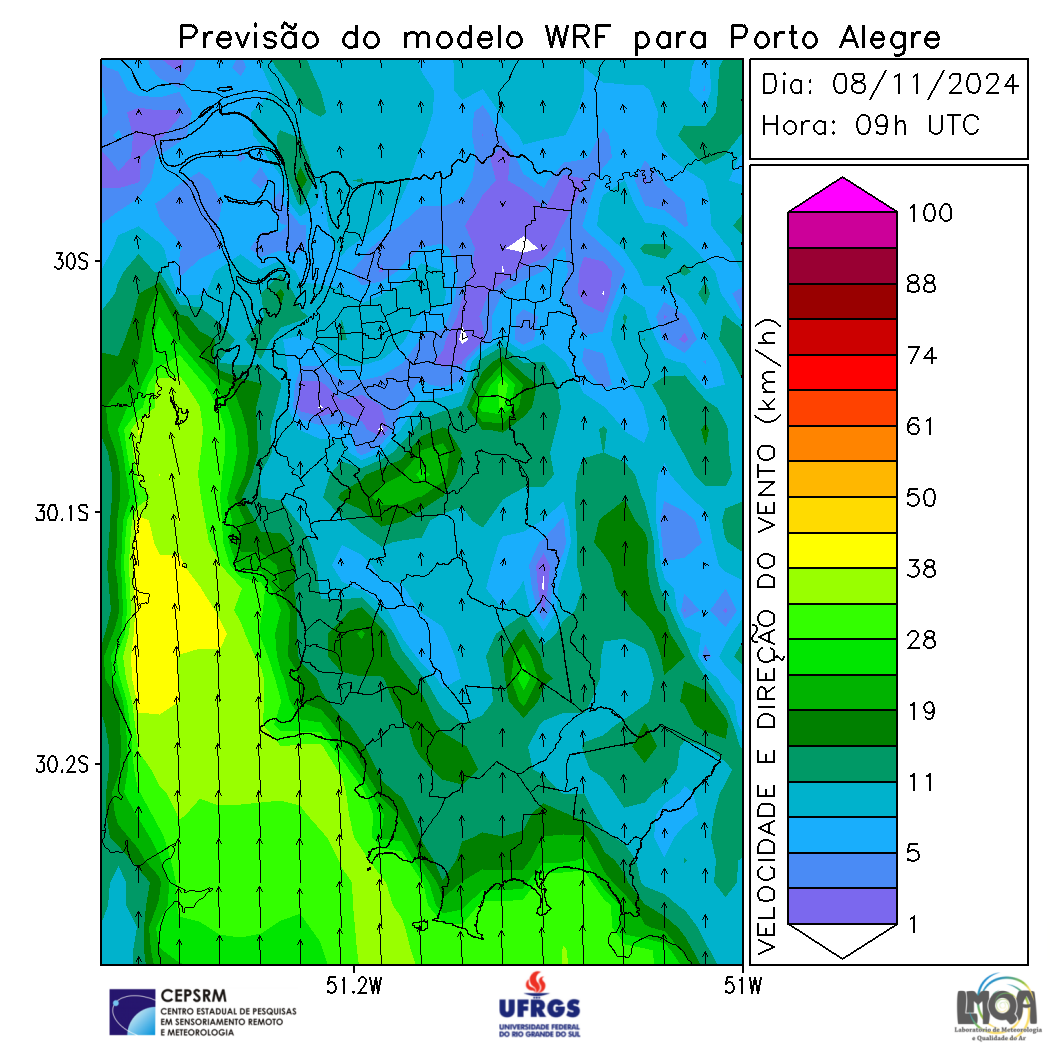 Previsão do modelo WRF para Porto Alegre
Dia: 08/11/2024
Hora: 09h UTC
30S
30.1S
30.2S
51.2W
51W
VELOCIDADE E DIREÇÃO DO VENTO (km/h)
100
88
74
61
50
38
28
19
11
5
1
CEPSRM
CENTRO ESTADUAL DE PESQUISAS
EM SENSORIAMENTO REMOTO
E METEOROLOGIA
UFRGS
UNIVERSIDADE FEDERAL
DO RIO GRANDE DO SUL
LMQA
Laboratório de Meteorologia
e Qualidade do Ar